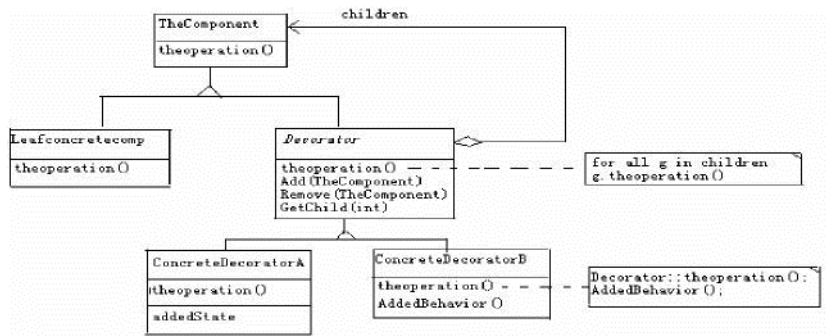 children
TheComponent
theoperation()
Leafconcretecomp
theoperation()
Decorator
theoperation()
Add(TheComponent)
Remove(TheComponent)
GetChild(int)
for all g in children
g.theoperation()
ConcreteDecoratorA
theoperation()
addedState
ConcreteDecoratorB
theoperation()
AddedBehavior()
Decorator::theoperation();
AddedBehavior();